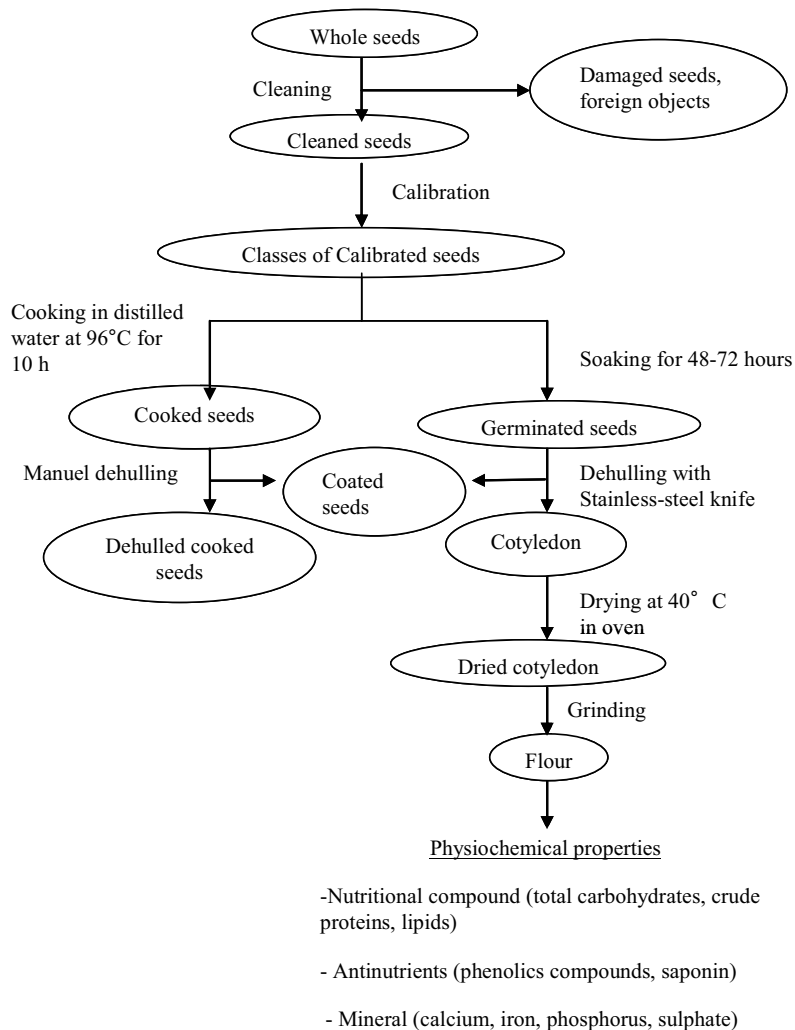 Whole seeds
Cleaning
Damaged seeds,
foreign objects
Cleaned seeds
Calibration
Classes of Calibrated seeds
Cooking in distilled
water at 96°C for
10 h
Soaking for 48-72 hours
Cooked seeds
Germinated seeds
Manuel dehulling
Coated
seeds
Dehulling with
Stainless-steel knife
Dehulled cooked
seeds
Cotyledon
Drying at 40° C
in oven
Dried cotyledon
Grinding
Flour
Physiochemical properties
-Nutritional compound (total carbohydrates, crude
proteins, lipids)
- Antinutrients (phenolics compounds, saponin)
- Mineral (calcium, iron, phosphorus, sulphate)